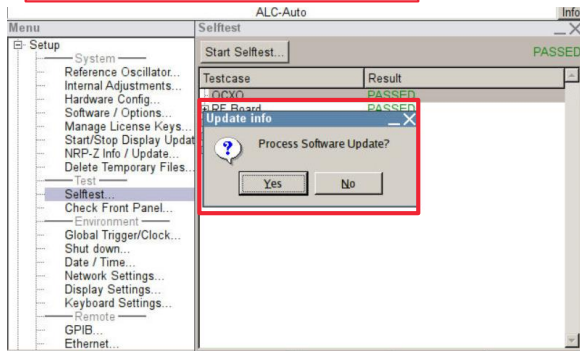 ALC-Auto
Info
Menu
Selftest
Setup
System
Reference Oscillator...
Internal Adjustments...
Hardware Config...
Software / Options...
Manage License Keys...
Start/Stop Display Updat
NRP-Z Info / Update...
Delete Temporary Files...
Test
Selftest...
Check Front Panel...
Environment
Global Trigger/Clock...
Shut down...
Date / Time...
Network Settings...
Display Settings...
Keyboard Settings...
Remote
GPIB...
Ethernet...
Start Selftest...
PASSED
Testcase Result
OCXO PASSED
RF Board PASSED
Update info
Process Software Update?
Yes No